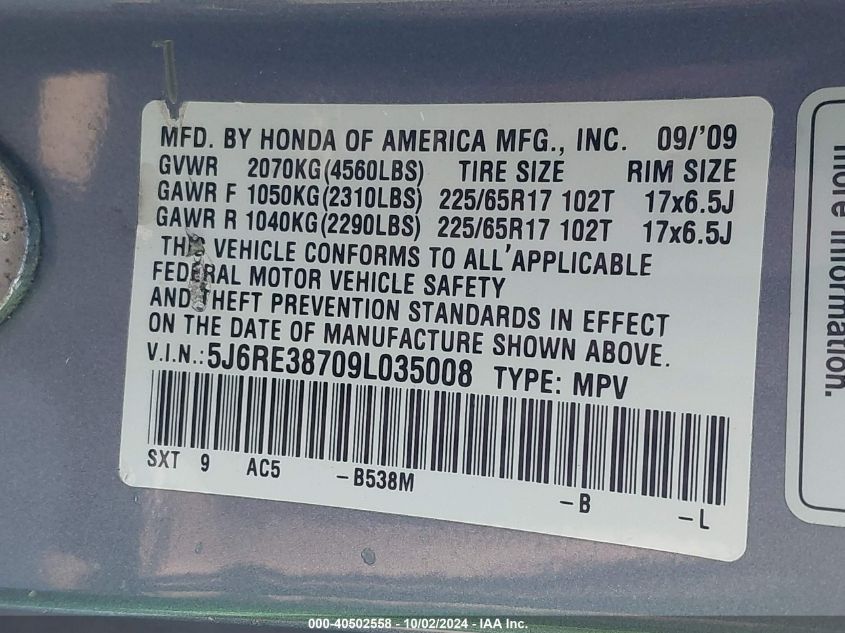 MFD. BY HONDA OF AMERICA MFG., INC. 09/'09
GVWR 2070KG(4560LBS) TIRE SIZE RIM SIZE
GAWR F 1050KG(2310LBS) 225/65R17 102T 17x6.5J
GAWR R 1040KG(2290LBS) 225/65R17 102T 17x6.5J
VEHICLE CONFORMS TO ALL APPLICABLE
FEDERAL MOTOR VEHICLE SAFETY
AND THEFT PREVENTION STANDARDS IN EFFECT
ON THE DATE OF MANUFACTURE SHOWN ABOVE.
V.I.N.: 5J6RE38709L035008 TYPE: MPV
SXT 9 AC5 -B538M -B -L
more information.
000-40502558 - 10/02/2024 - IAA Inc.